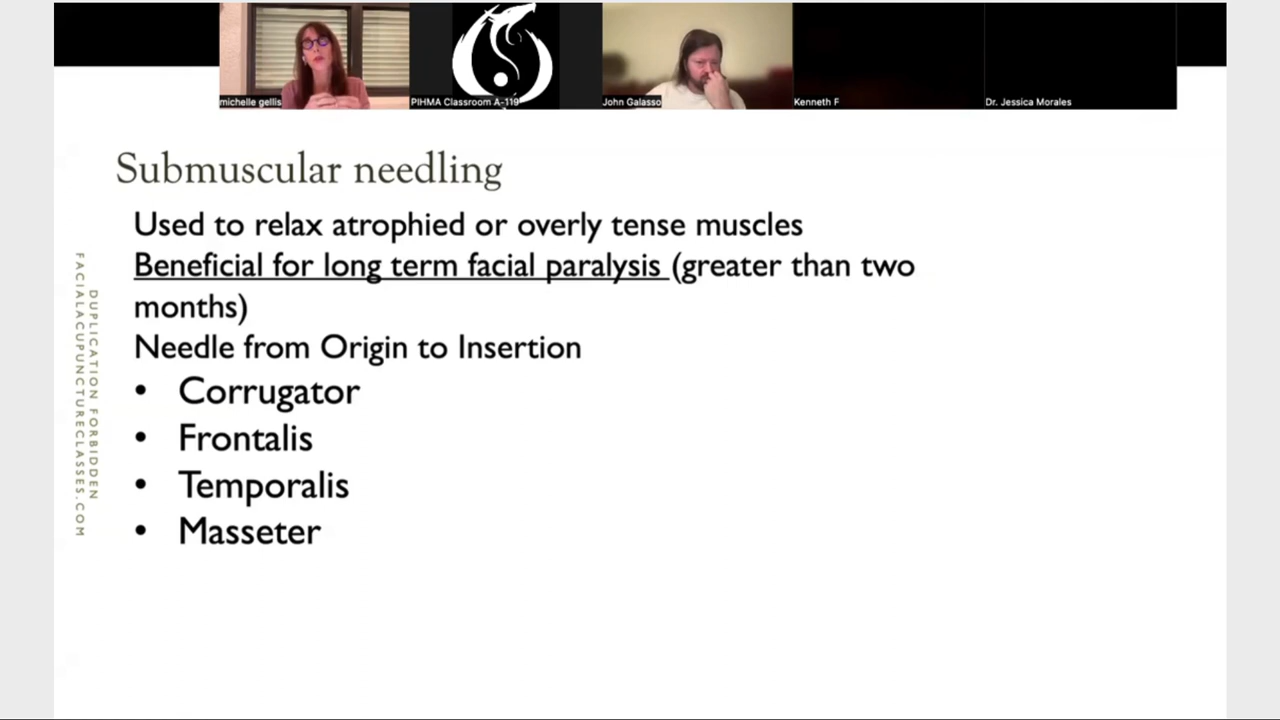 michelle gellis
PIHMA Classroom A-119
John Galasso
Kenneth F
Dr. Jessica Morales
Submuscular needling
Used to relax atrophied or overly tense muscles
Beneficial for long term facial paralysis (greater than two
months)
Needle from Origin to Insertion
• Corrugator
• Frontalis
• Temporalis
• Masseter
DUPLICATION FORBIDDEN
FACIALACUPUNCTURECLASSES.COM